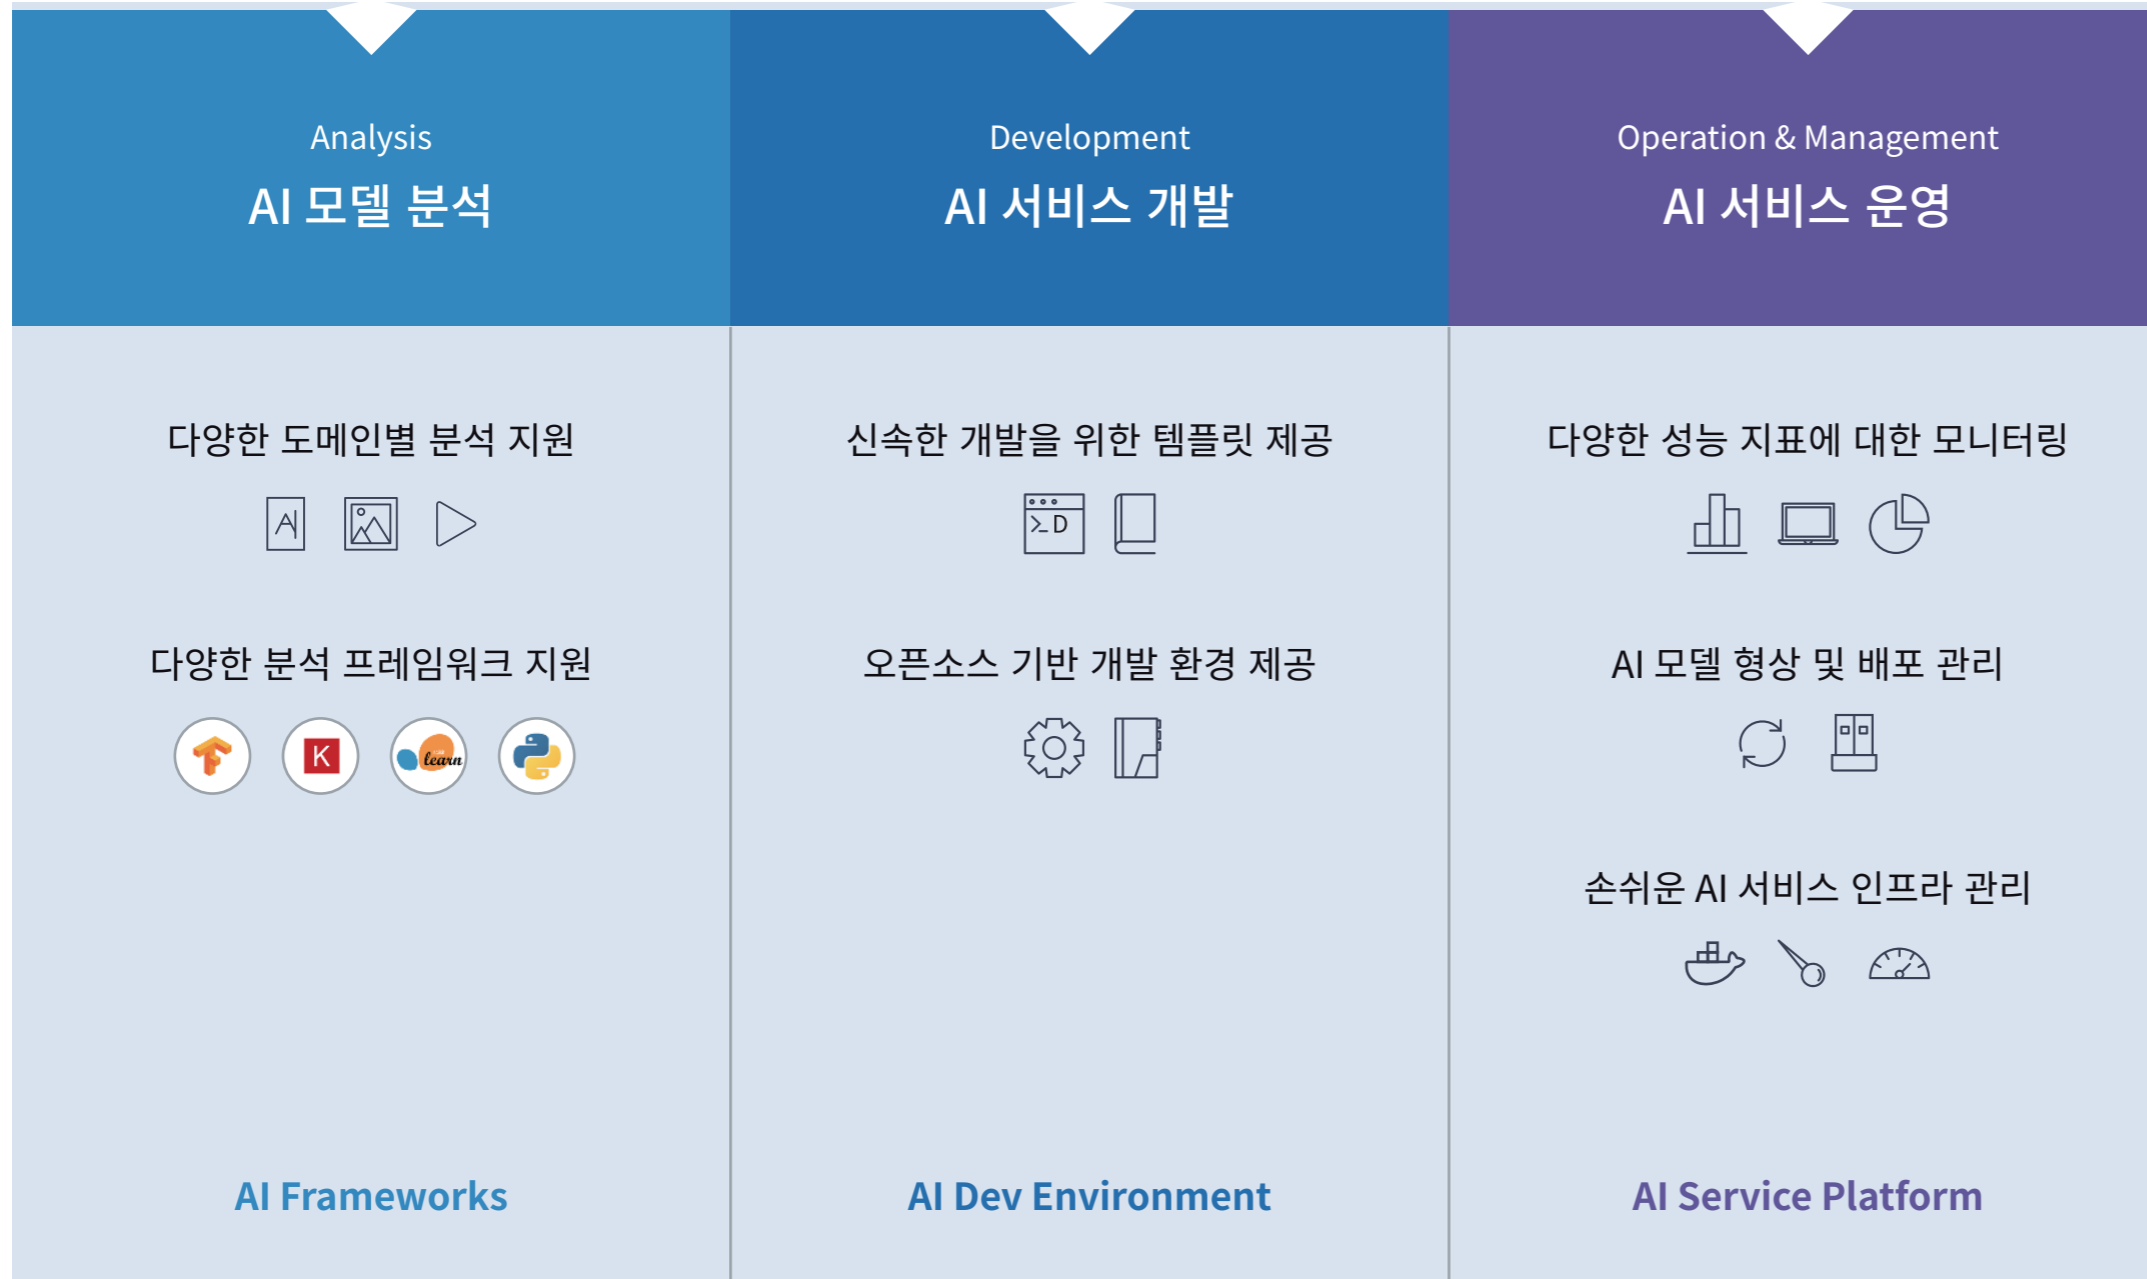 Analysis
AI 모델 분석
다양한 도메인별 분석 지원
A
다양한 분석 프레임워크 지원
K
learn
AI Frameworks
Development
AI 서비스 개발
신속한 개발을 위한 템플릿 제공
>_ D
오픈소스 기반 개발 환경 제공
AI Dev Environment
Operation & Management
AI 서비스 운영
다양한 성능 지표에 대한 모니터링
AI 모델 형상 및 배포 관리
손쉬운 AI 서비스 인프라 관리
AI Service Platform